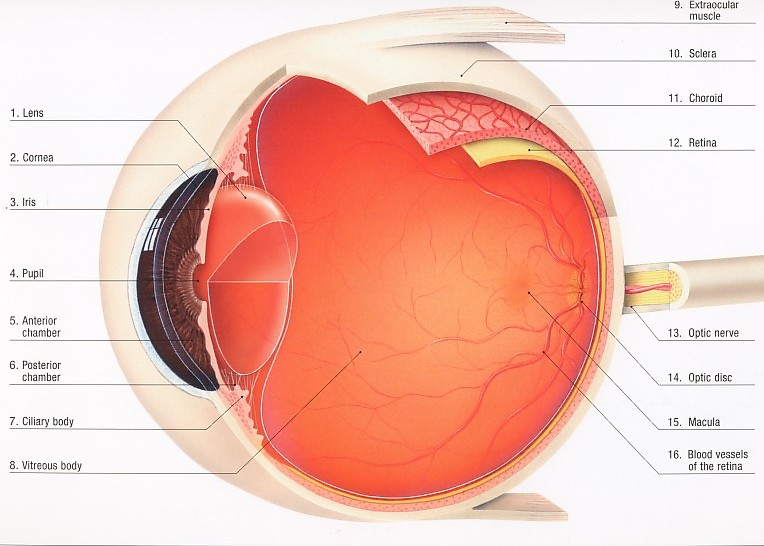 1. Lens
2. Cornea
3. Iris
4. Pupil
5. Anterior
chamber
6. Posterior
chamber
7. Ciliary body
8. Vitreous body
9. Extraocular
muscle
10. Sclera
11. Choroid
12. Retina
13. Optic nerve
14. Optic disc
15. Macula
16. Blood vessels
of the retina